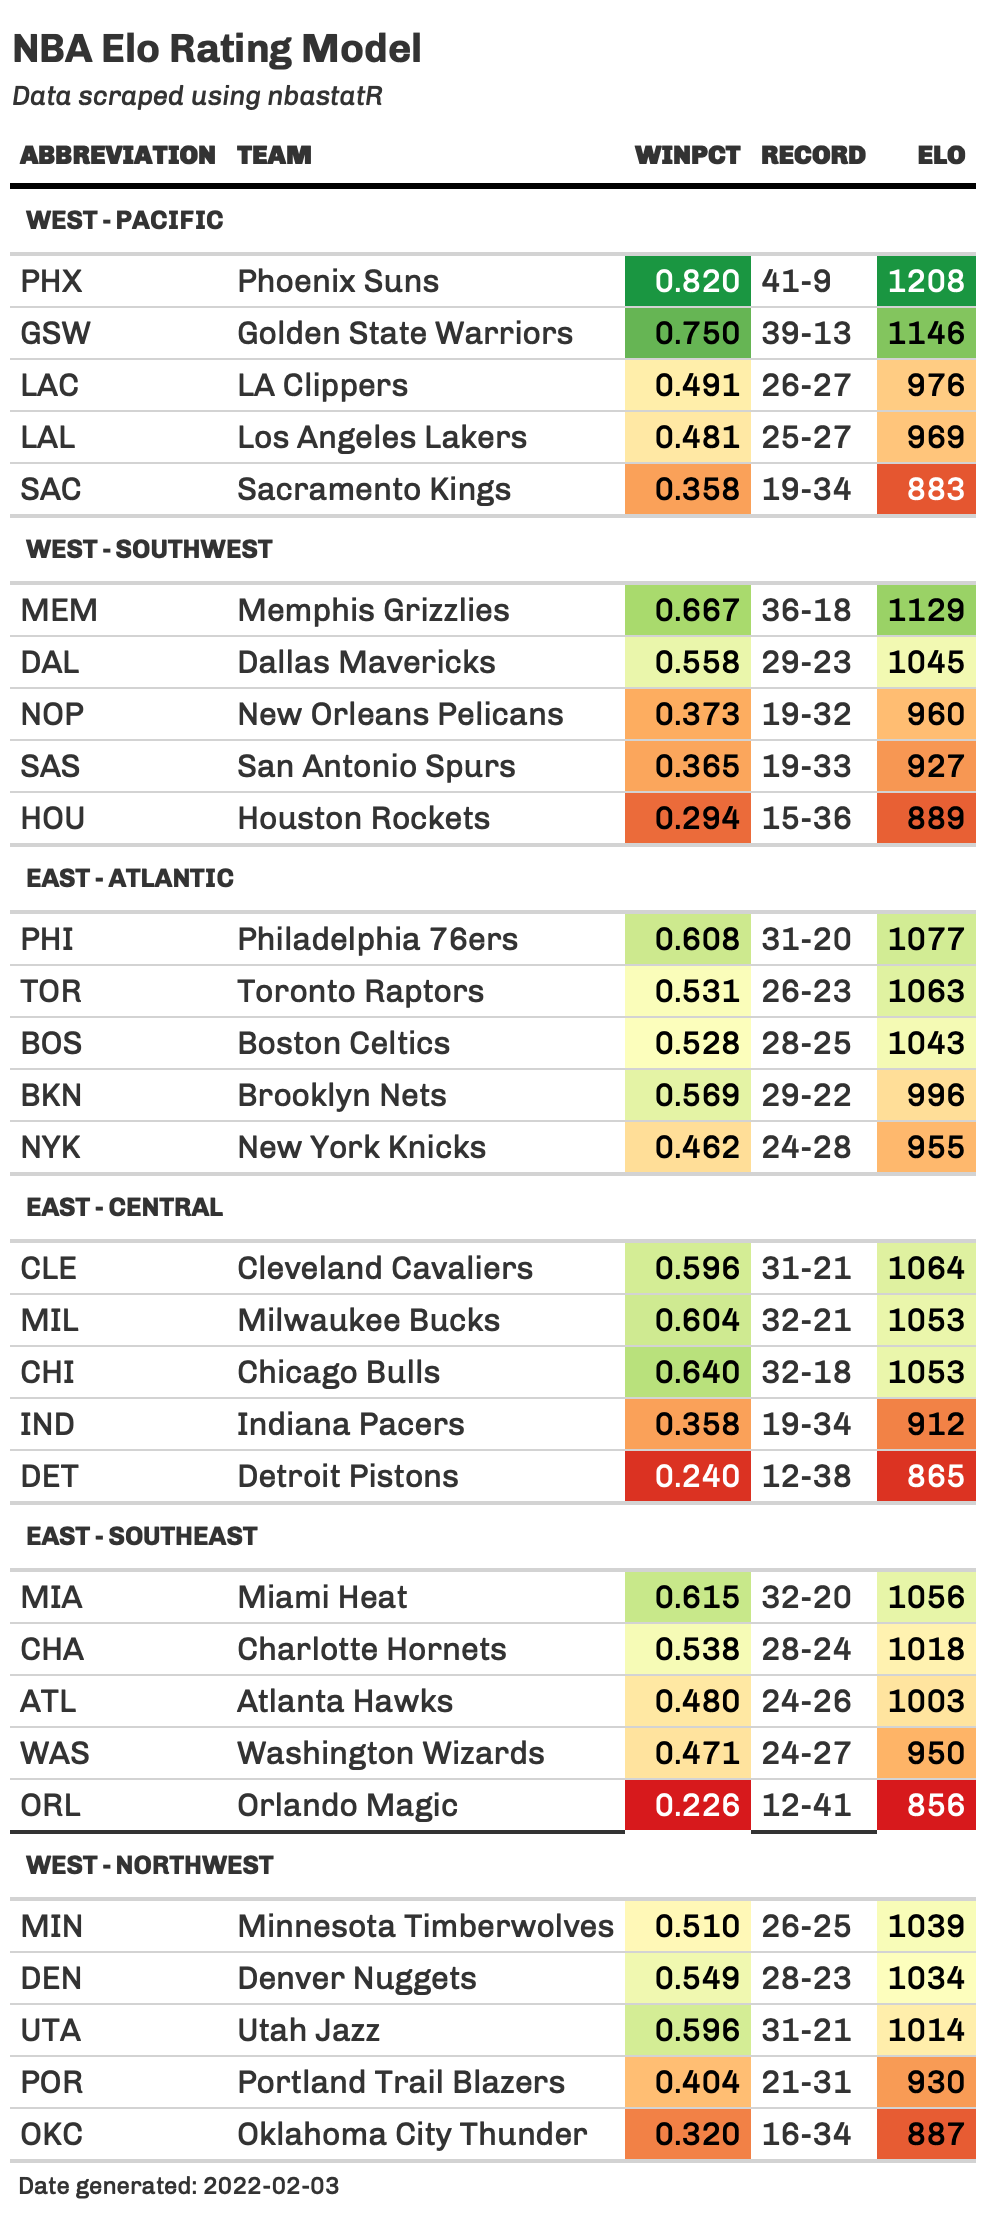 NBA Elo Rating Model
Data scraped using nbastatR
ABBREVIATION TEAM WINPCT RECORD ELO
WEST - PACIFIC
PHX Phoenix Suns 0.820 41-9 1208
GSW Golden State Warriors 0.750 39-13 1146
LAC LA Clippers 0.491 26-27 976
LAL Los Angeles Lakers 0.481 25-27 969
SAC Sacramento Kings 0.358 19-34 883
WEST - SOUTHWEST
MEM Memphis Grizzlies 0.667 36-18 1129
DAL Dallas Mavericks 0.558 29-23 1045
NOP New Orleans Pelicans 0.373 19-32 960
SAS San Antonio Spurs 0.365 19-33 927
HOU Houston Rockets 0.294 15-36 889
EAST - ATLANTIC
PHI Philadelphia 76ers 0.608 31-20 1077
TOR Toronto Raptors 0.531 26-23 1063
BOS Boston Celtics 0.528 28-25 1043
BKN Brooklyn Nets 0.569 29-22 996
NYK New York Knicks 0.462 24-28 955
EAST - CENTRAL
CLE Cleveland Cavaliers 0.596 31-21 1064
MIL Milwaukee Bucks 0.604 32-21 1053
CHI Chicago Bulls 0.640 32-18 1053
IND Indiana Pacers 0.358 19-34 912
DET Detroit Pistons 0.240 12-38 865
EAST - SOUTHEAST
MIA Miami Heat 0.615 32-20 1056
CHA Charlotte Hornets 0.538 28-24 1018
ATL Atlanta Hawks 0.480 24-26 1003
WAS Washington Wizards 0.471 24-27 950
ORL Orlando Magic 0.226 12-41 856
WEST - NORTHWEST
MIN Minnesota Timberwolves 0.510 26-25 1039
DEN Denver Nuggets 0.549 28-23 1034
UTA Utah Jazz 0.596 31-21 1014
POR Portland Trail Blazers 0.404 21-31 930
OKC Oklahoma City Thunder 0.320 16-34 887
Date generated: 2022-02-03